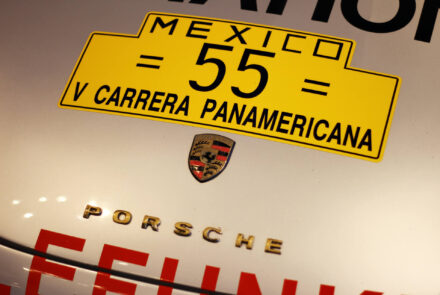 MEXICO
= 55 =
V CARRERA PANAMERICANA
PORSCHE